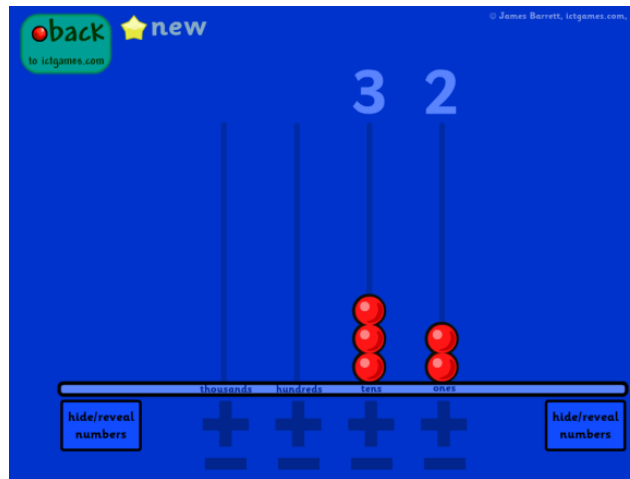 © James Barrett, ictgames.com,
back
to ictgames.com
new
3 2
thousands hundreds tens ones
hide/reveal
numbers
hide/reveal
numbers